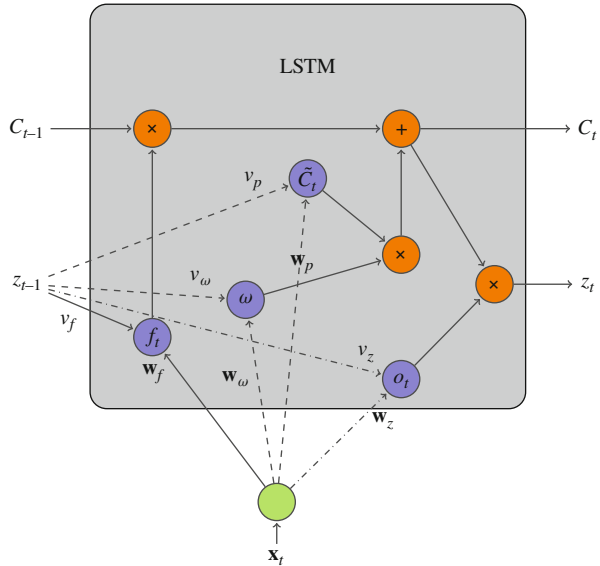 LSTM
C_{t−1}
×
+
C_t
C̃_t
v_p
w_p
×
z_{t−1}
v_ω
ω
×
z_t
v_f
f_t
v_z
w_f
w_ω
o_t
w_z
x_t